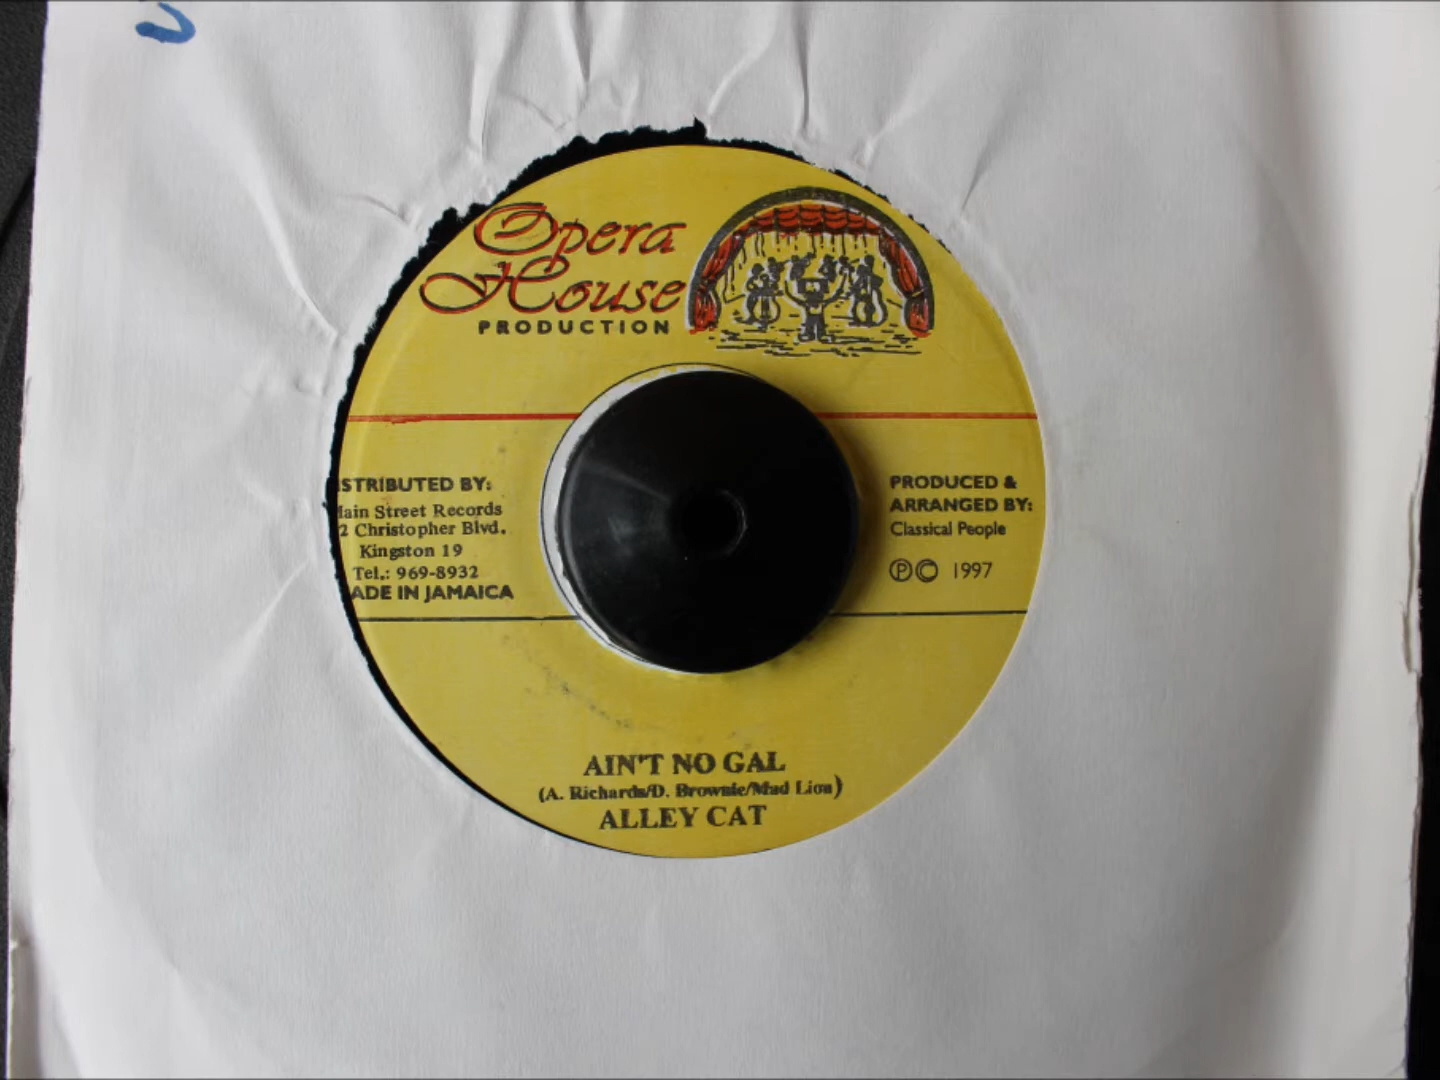 Opera
House
PRODUCTION
STRIBUTED BY:
ain Street Records
2 Christopher Blvd.
Kingston 19
Tel.: 969-8932
ADE IN JAMAICA
PRODUCED &
ARRANGED BY:
Classical People
℗© 1997
AIN'T NO GAL
(A. Richards/D. Brownie/Mad Lion)
ALLEY CAT